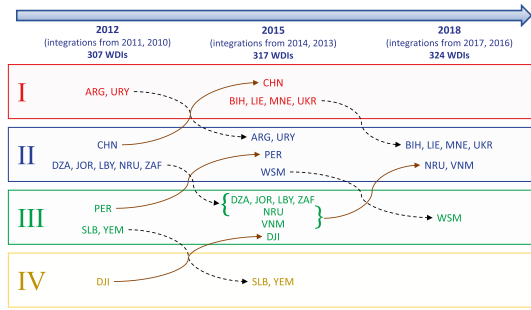 2012 2015 2018
(integrations from 2011, 2010) (integrations from 2014, 2013) (integrations from 2017, 2016)
307 WDIs 317 WDIs 324 WDIs
I
ARG, URY
CHN
BIH, LIE, MNE, UKR
II
CHN
DZA, JOR, LBY, NRU, ZAF
ARG, URY
PER
WSM
BIH, LIE, MNE, UKR
NRU, VNM
III
PER
SLB, YEM
{ DZA, JOR, LBY, ZAF
NRU
VNM }
DJI
WSM
IV
DJI
SLB, YEM